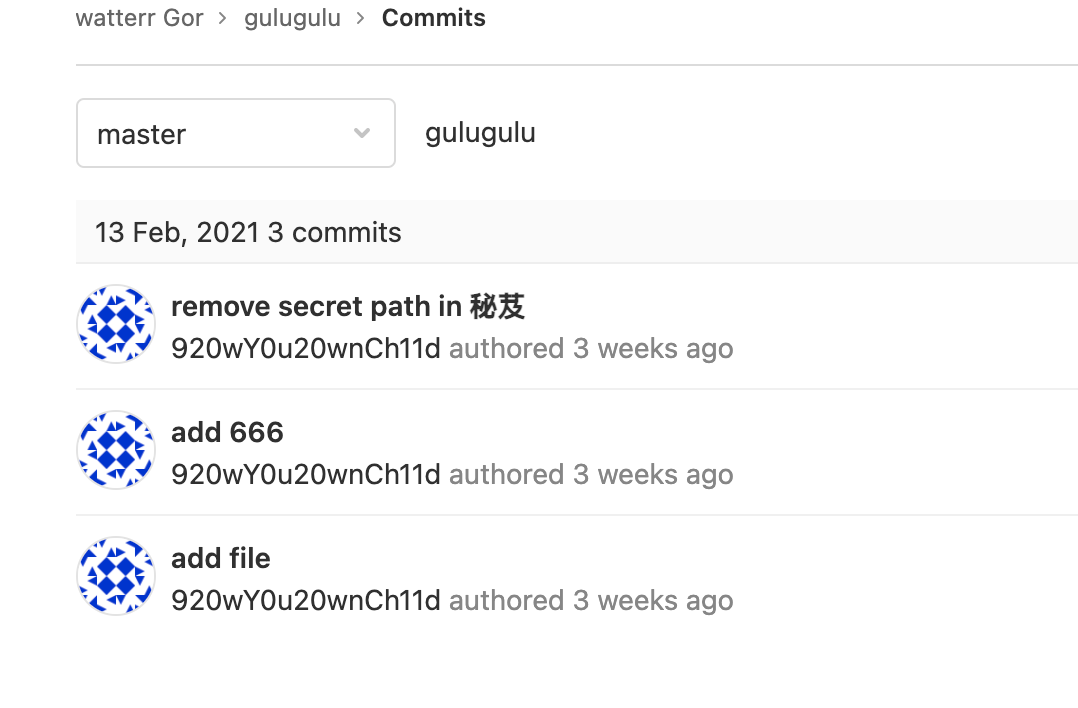 watterr Gor > gulugulu > Commits
master gulugulu
13 Feb, 2021 3 commits
remove secret path in 秘芨
920wY0u20wnCh11d authored 3 weeks ago
add 666
920wY0u20wnCh11d authored 3 weeks ago
add file
920wY0u20wnCh11d authored 3 weeks ago